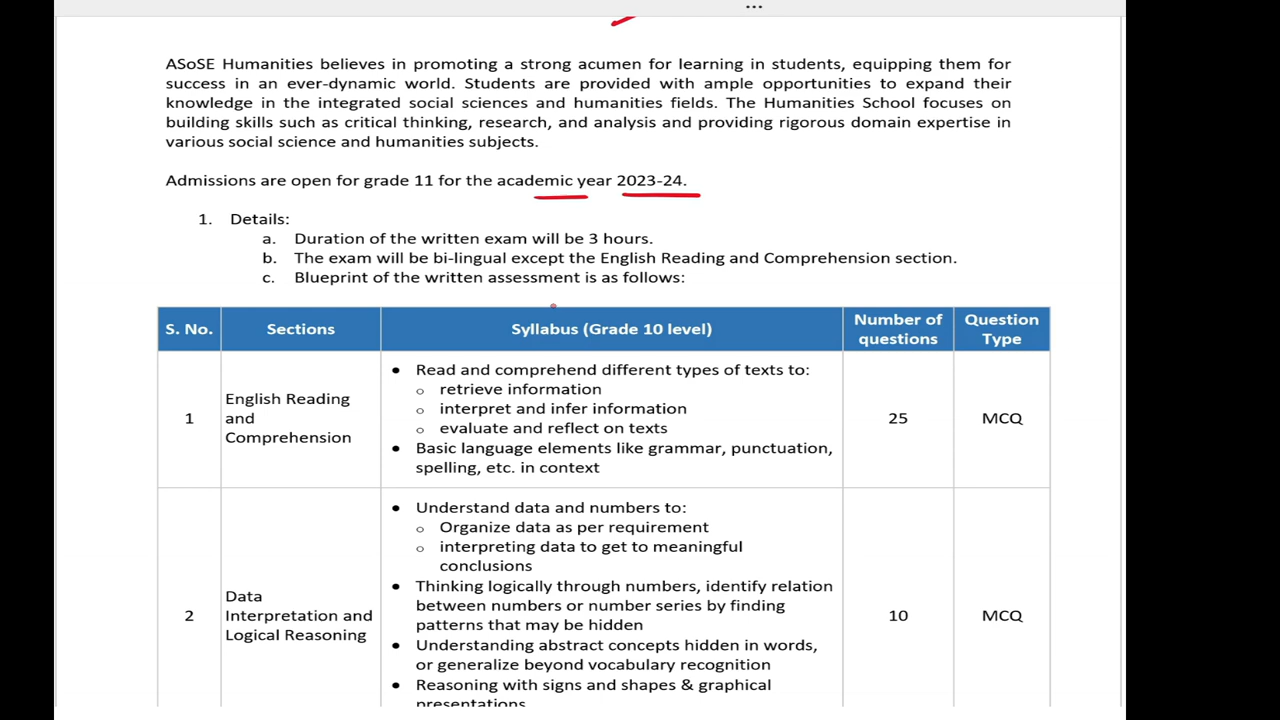 ASoSE Humanities believes in promoting a strong acumen for learning in students, equipping them for
success in an ever-dynamic world. Students are provided with ample opportunities to expand their
knowledge in the integrated social sciences and humanities fields. The Humanities School focuses on
building skills such as critical thinking, research, and analysis and providing rigorous domain expertise in
various social science and humanities subjects.
Admissions are open for grade 11 for the academic year 2023-24.
1. Details:
a. Duration of the written exam will be 3 hours.
b. The exam will be bi-lingual except the English Reading and Comprehension section.
c. Blueprint of the written assessment is as follows:
S. No. Sections Syllabus (Grade 10 level) Number of questions Question Type
1
English Reading
and
Comprehension
• Read and comprehend different types of texts to:
o retrieve information
o interpret and infer information
o evaluate and reflect on texts
• Basic language elements like grammar, punctuation,
spelling, etc. in context
25
MCQ
2
Data
Interpretation and
Logical Reasoning
• Understand data and numbers to:
o Organize data as per requirement
o interpreting data to get to meaningful
conclusions
• Thinking logically through numbers, identify relation
between numbers or number series by finding
patterns that may be hidden
• Understanding abstract concepts hidden in words,
or generalize beyond vocabulary recognition
• Reasoning with signs and shapes & graphical
presentations
10
MCQ